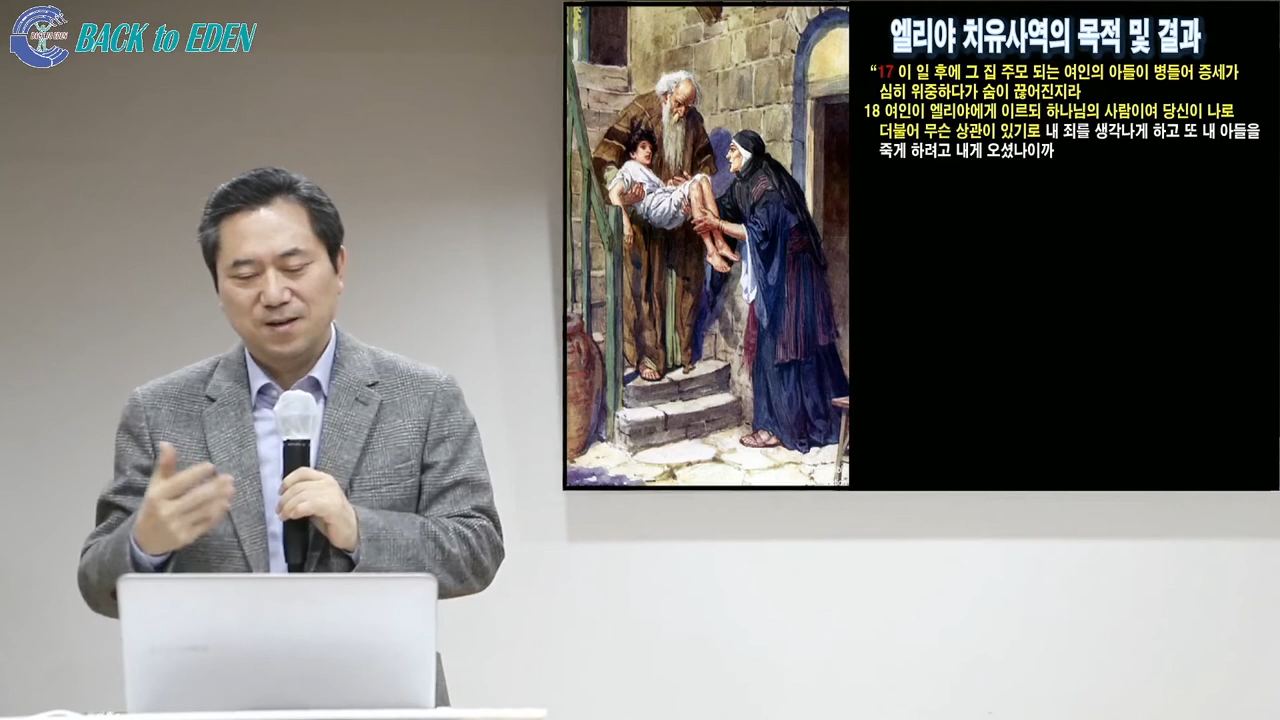 BACK to EDEN
엘리야 치유사역의 목적 및 결과
“17 이 일 후에 그 집 주모 되는 여인의 아들이 병들어 증세가
심히 위중하다가 숨이 끊어진지라
18 여인이 엘리야에게 이르되 하나님의 사람이여 당신이 나로
더불어 무슨 상관이 있기로 내 죄를 생각나게 하고 또 내 아들을
죽게 하려고 내게 오셨나이까